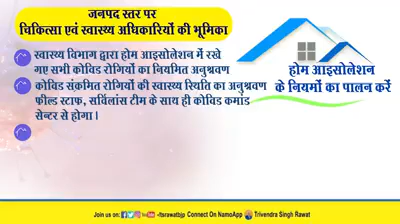 जनपद स्तर पर
चिकित्सा एवं स्वास्थ्य अधिकारियों की भूमिका
स्वास्थ्य विभाग द्वारा होम आइसोलेशन में रखे
गए सभी कोविड रोगियों का नियमित अनुश्रवण
कोविड संक्रमित रोगियों की स्वास्थ्य स्थिति का अनुश्रवण
फील्ड स्टाफ, सर्विलांस टीम के साथ ही कोविड कमांड
सेन्टर से होगा।
होम आइसोलेशन
के नियमों का पालन करें
Join us on: /tsrawatbjp Connect On NamoApp Trivendra Singh Rawat